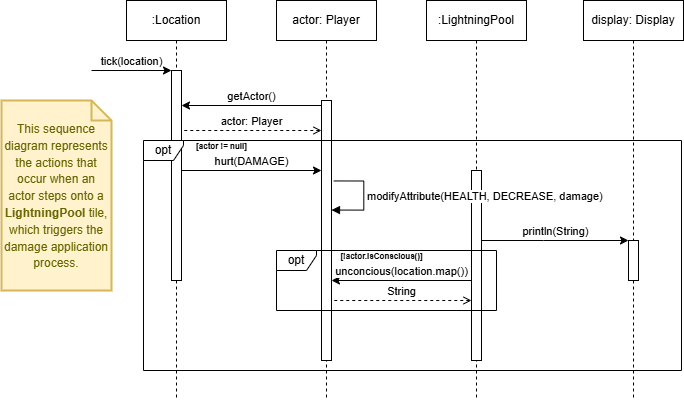 :Location
actor: Player
:LightningPool
display: Display
tick(location)
getActor()
actor: Player
This sequence
diagram represents
the actions that
occur when an
actor steps onto a
LightningPool tile,
which triggers the
damage application
process.
opt
[actor != null]
hurt(DAMAGE)
modifyAttribute(HEALTH, DECREASE, damage)
println(String)
opt
[!actor.isConscious()]
unconcious(location.map())
String